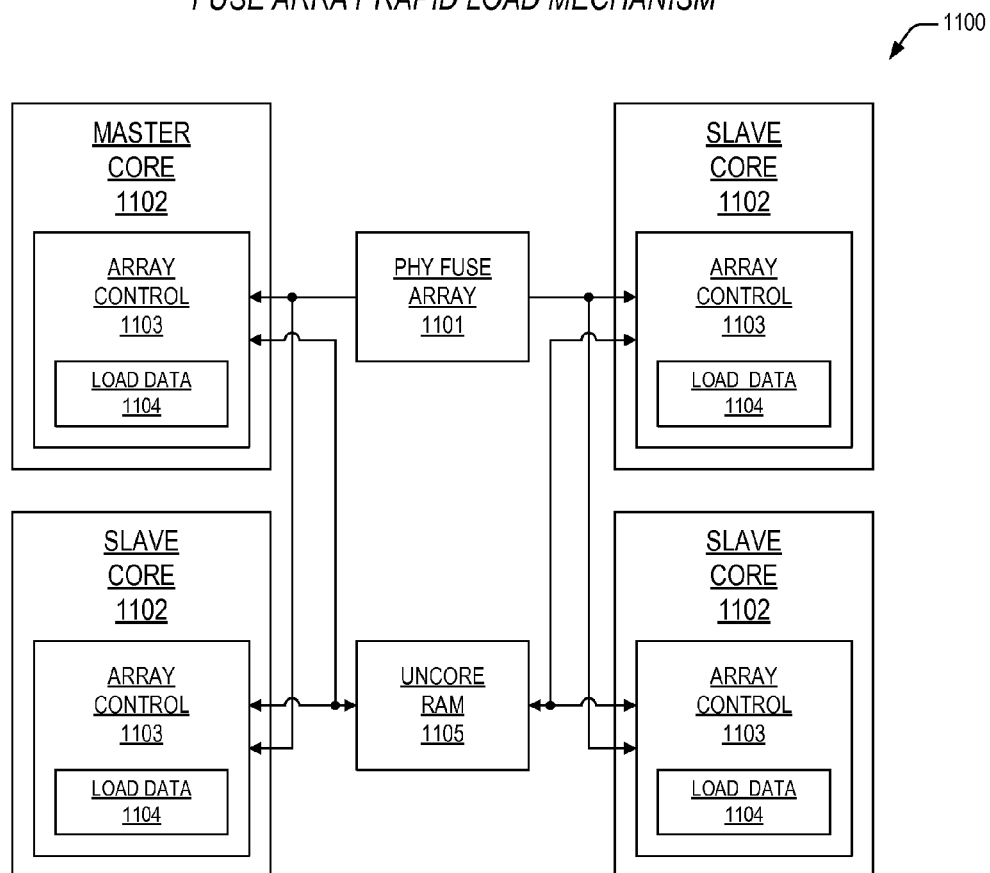 FUSE ARRAY RAPID LOAD MECHANISM
1100
MASTER
CORE
1102
ARRAY
CONTROL
1103
LOAD DATA
1104
PHY FUSE
ARRAY
1101
SLAVE
CORE
1102
ARRAY
CONTROL
1103
LOAD DATA
1104
SLAVE
CORE
1102
ARRAY
CONTROL
1103
LOAD DATA
1104
UNCORE
RAM
1105
SLAVE
CORE
1102
ARRAY
CONTROL
1103
LOAD DATA
1104